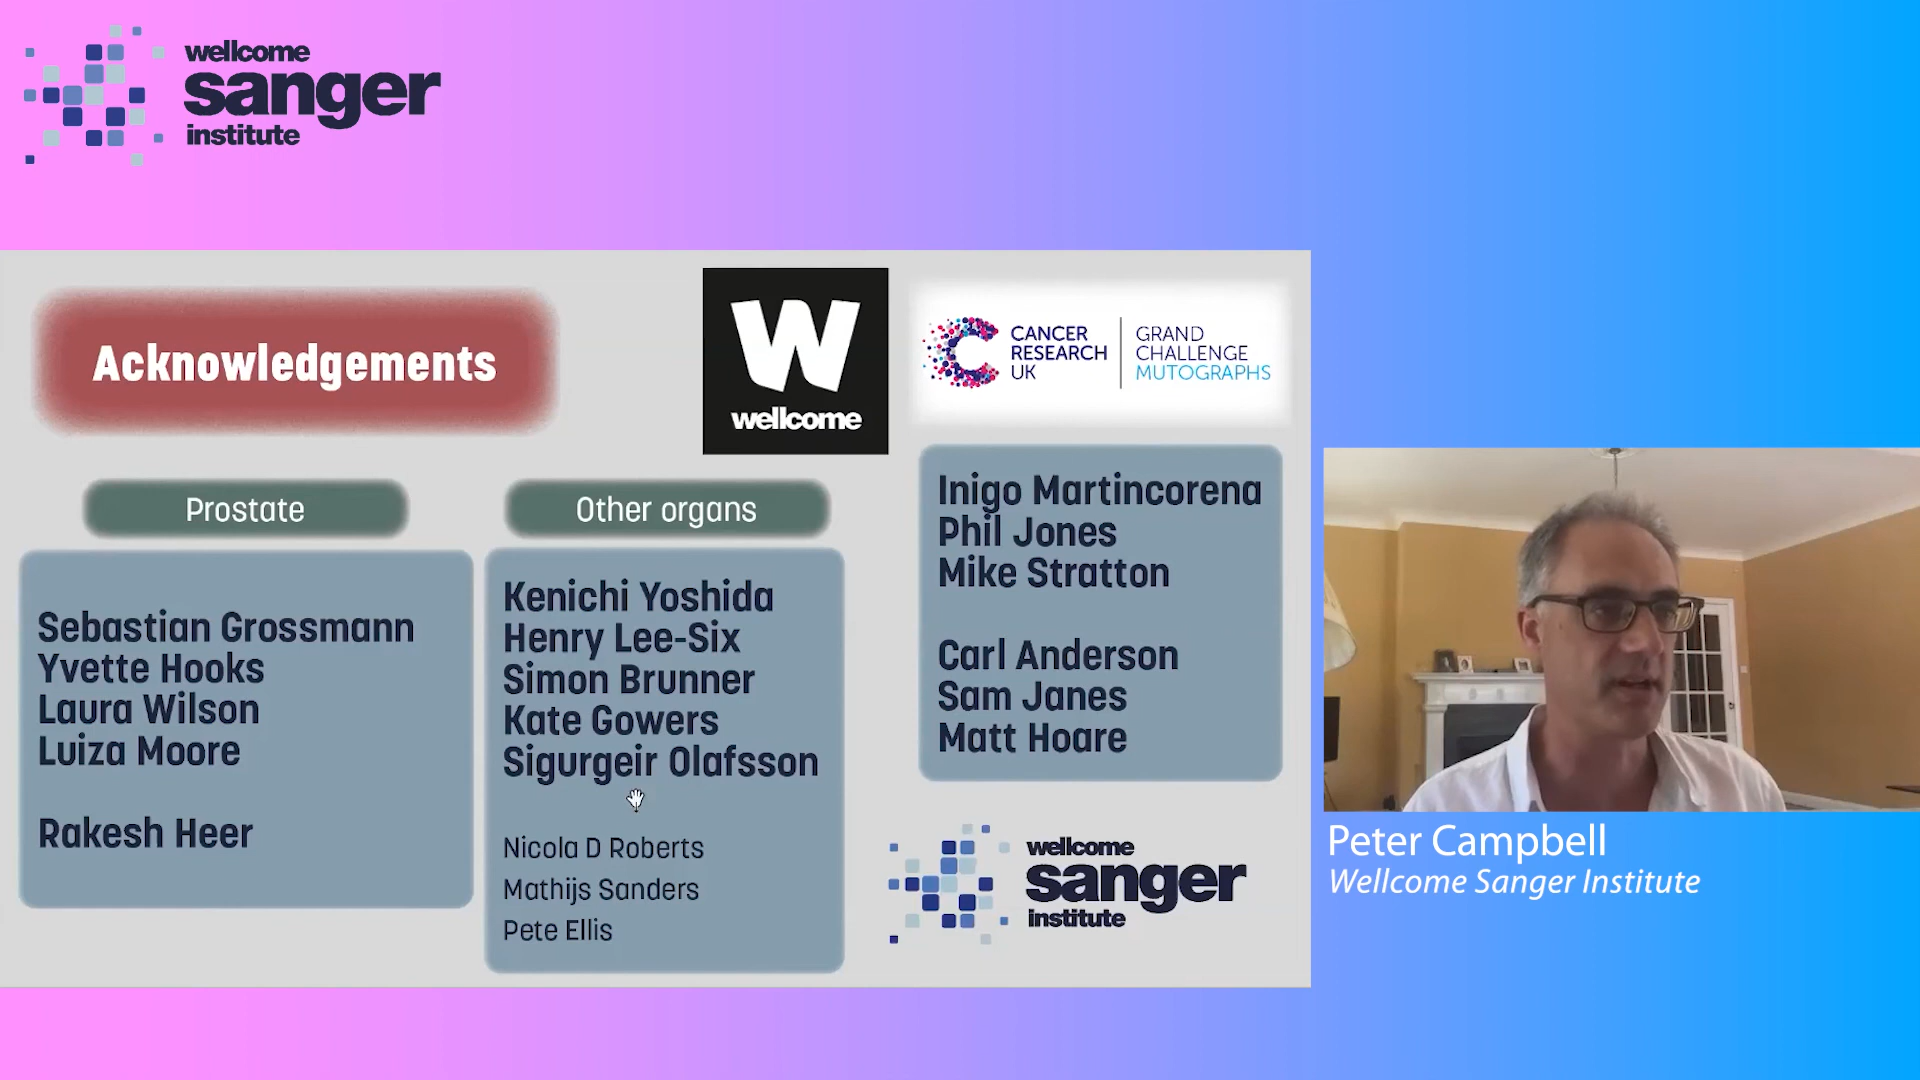 wellcome
sanger
institute
Acknowledgements
W
wellcome
CANCER
RESEARCH
UK
GRAND
CHALLENGE
MUTOGRAPHS
Prostate
Sebastian Grossmann
Yvette Hooks
Laura Wilson
Luiza Moore
Rakesh Heer
Other organs
Kenichi Yoshida
Henry Lee-Six
Simon Brunner
Kate Gowers
Sigurgeir Olafsson
Nicola D Roberts
Mathijs Sanders
Pete Ellis
Inigo Martincorena
Phil Jones
Mike Stratton
Carl Anderson
Sam Janes
Matt Hoare
wellcome
sanger
institute
Peter Campbell
Wellcome Sanger Institute